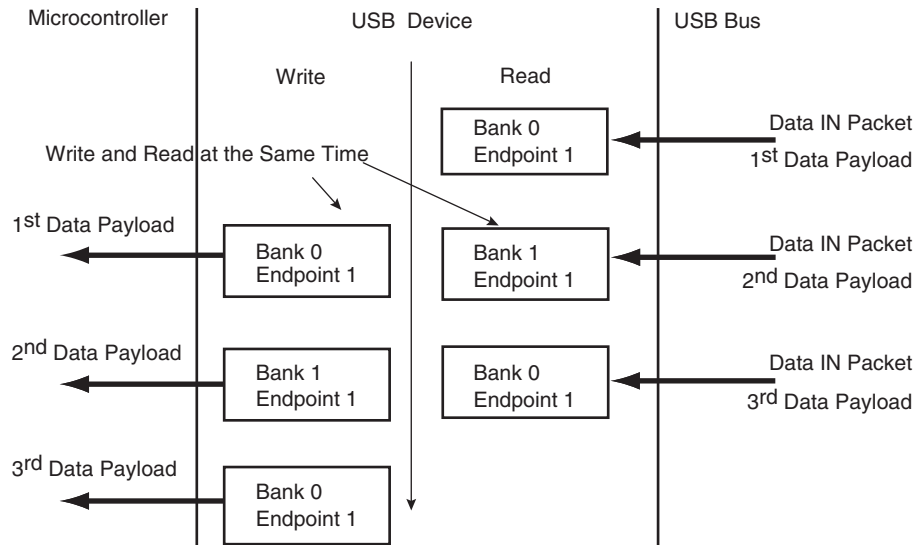 Microcontroller
USB Device
USB Bus
Write
Read
Bank 0
Endpoint 1
Data IN Packet
1st Data Payload
Write and Read at the Same Time
1st Data Payload
Bank 0
Endpoint 1
Bank 1
Endpoint 1
Data IN Packet
2nd Data Payload
2nd Data Payload
Bank 1
Endpoint 1
Bank 0
Endpoint 1
Data IN Packet
3rd Data Payload
3rd Data Payload
Bank 0
Endpoint 1